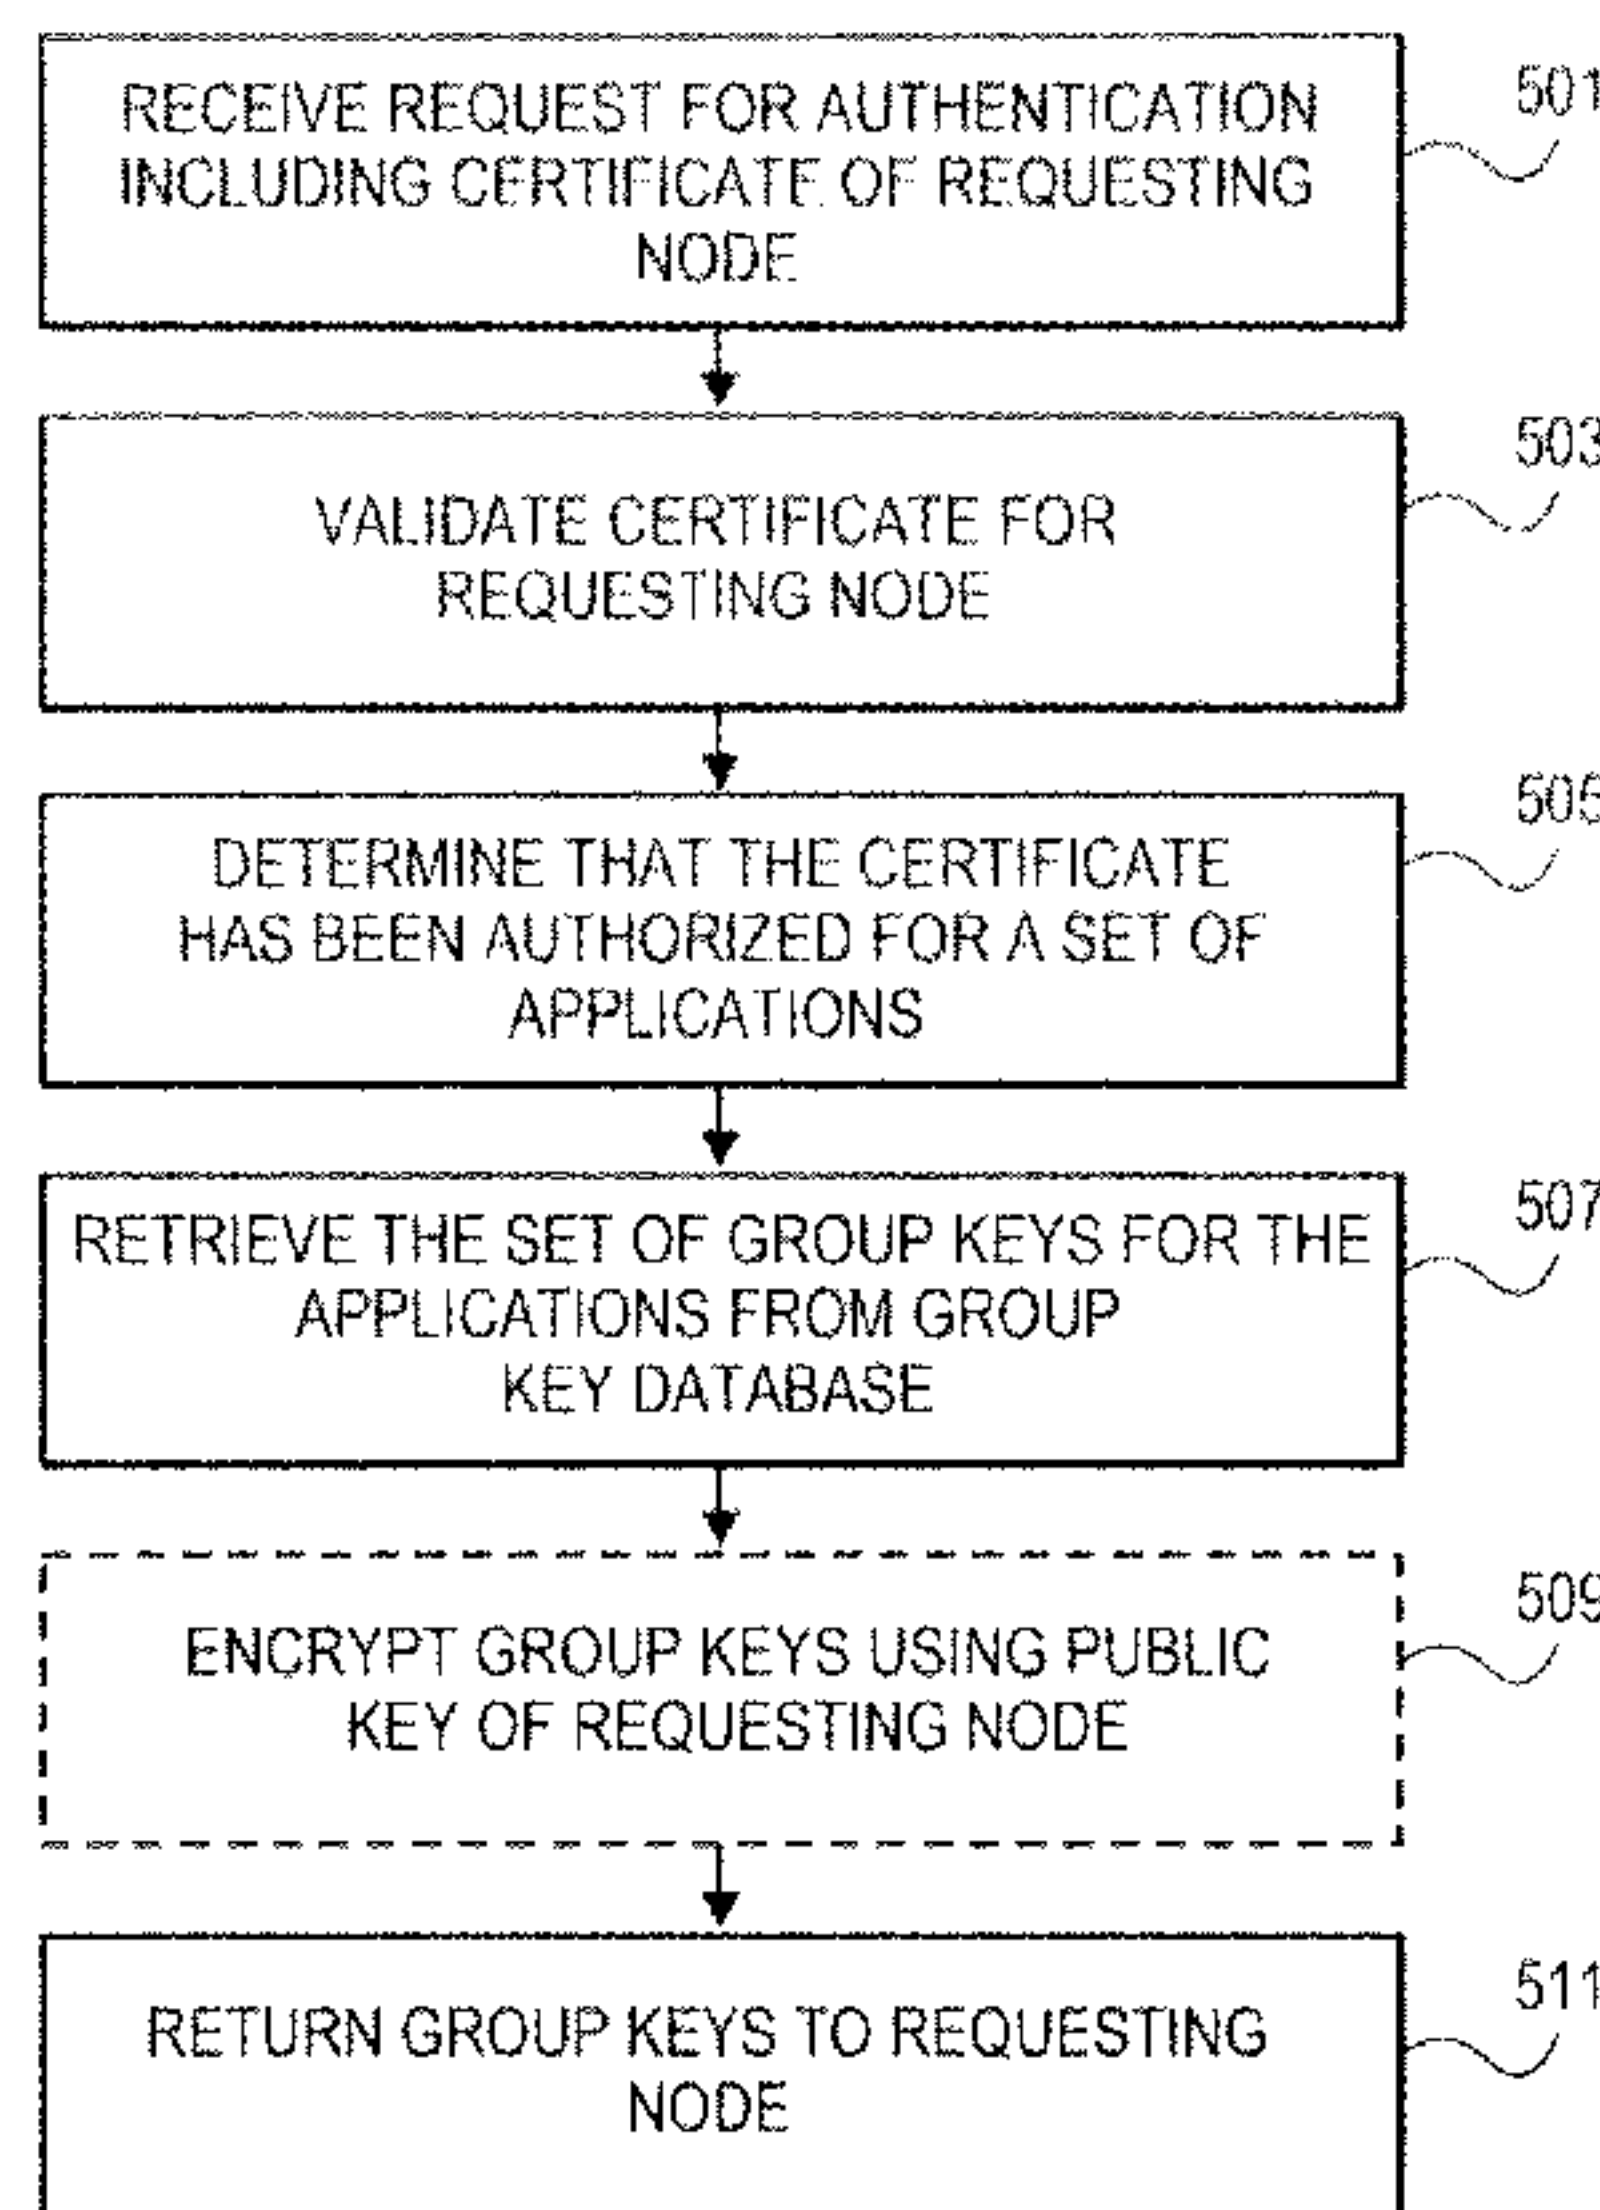 RECEIVE REQUEST FOR AUTHENTICATION
INCLUDING CERTIFICATE OF REQUESTING
NODE
501
VALIDATE CERTIFICATE FOR
REQUESTING NODE
503
DETERMINE THAT THE CERTIFICATE
HAS BEEN AUTHORIZED FOR A SET OF
APPLICATIONS
505
RETRIEVE THE SET OF GROUP KEYS FOR THE
APPLICATIONS FROM GROUP
KEY DATABASE
507
ENCRYPT GROUP KEYS USING PUBLIC
KEY OF REQUESTING NODE
509
RETURN GROUP KEYS TO REQUESTING
NODE
511